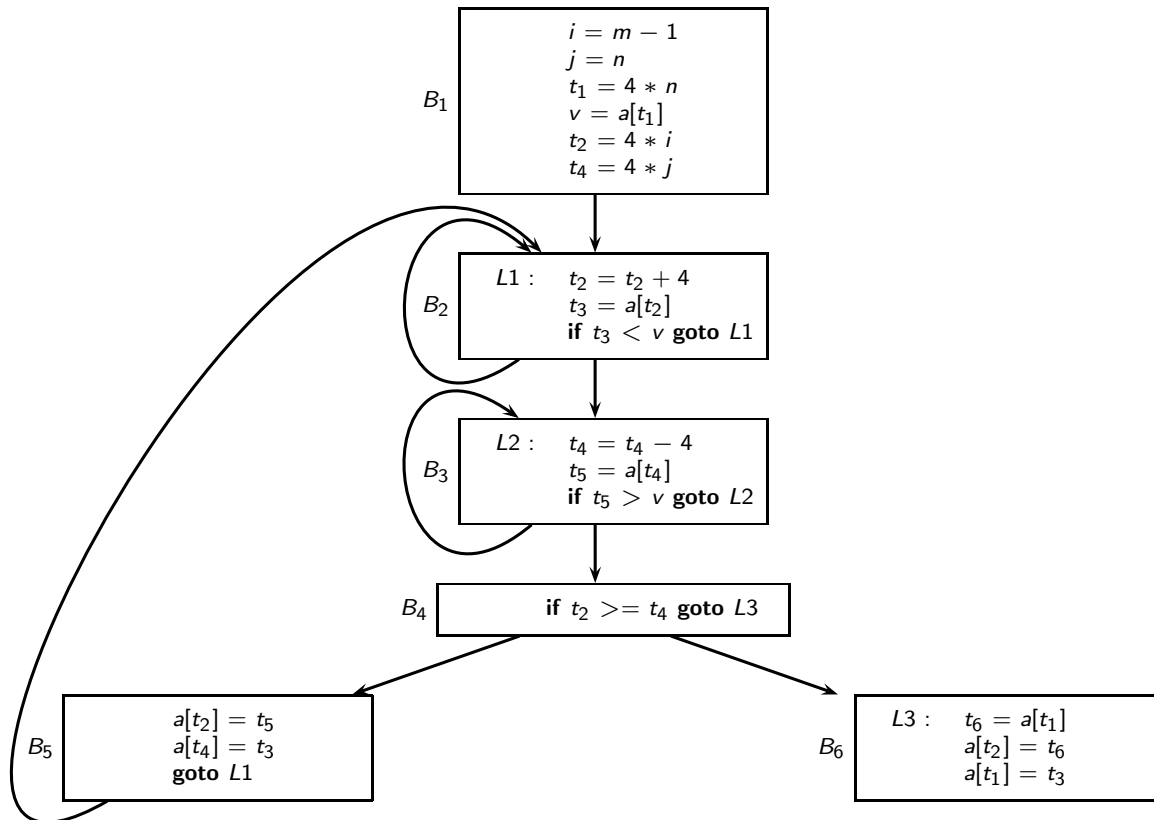 i = m − 1
j = n
t₁ = 4 ∗ n
B₁
v = a[t₁]
t₂ = 4 ∗ i
t₄ = 4 ∗ j
L1 : t₂ = t₂ + 4
B₂ t₃ = a[t₂]
if t₃ < v goto L1
L2 : t₄ = t₄ − 4
B₃ t₅ = a[t₄]
if t₅ > v goto L2
B₄ if t₂ >= t₄ goto L3
a[t₂] = t₅
B₅ a[t₄] = t₃
goto L1
L3 : t₆ = a[t₁]
B₆ a[t₂] = t₆
a[t₁] = t₃